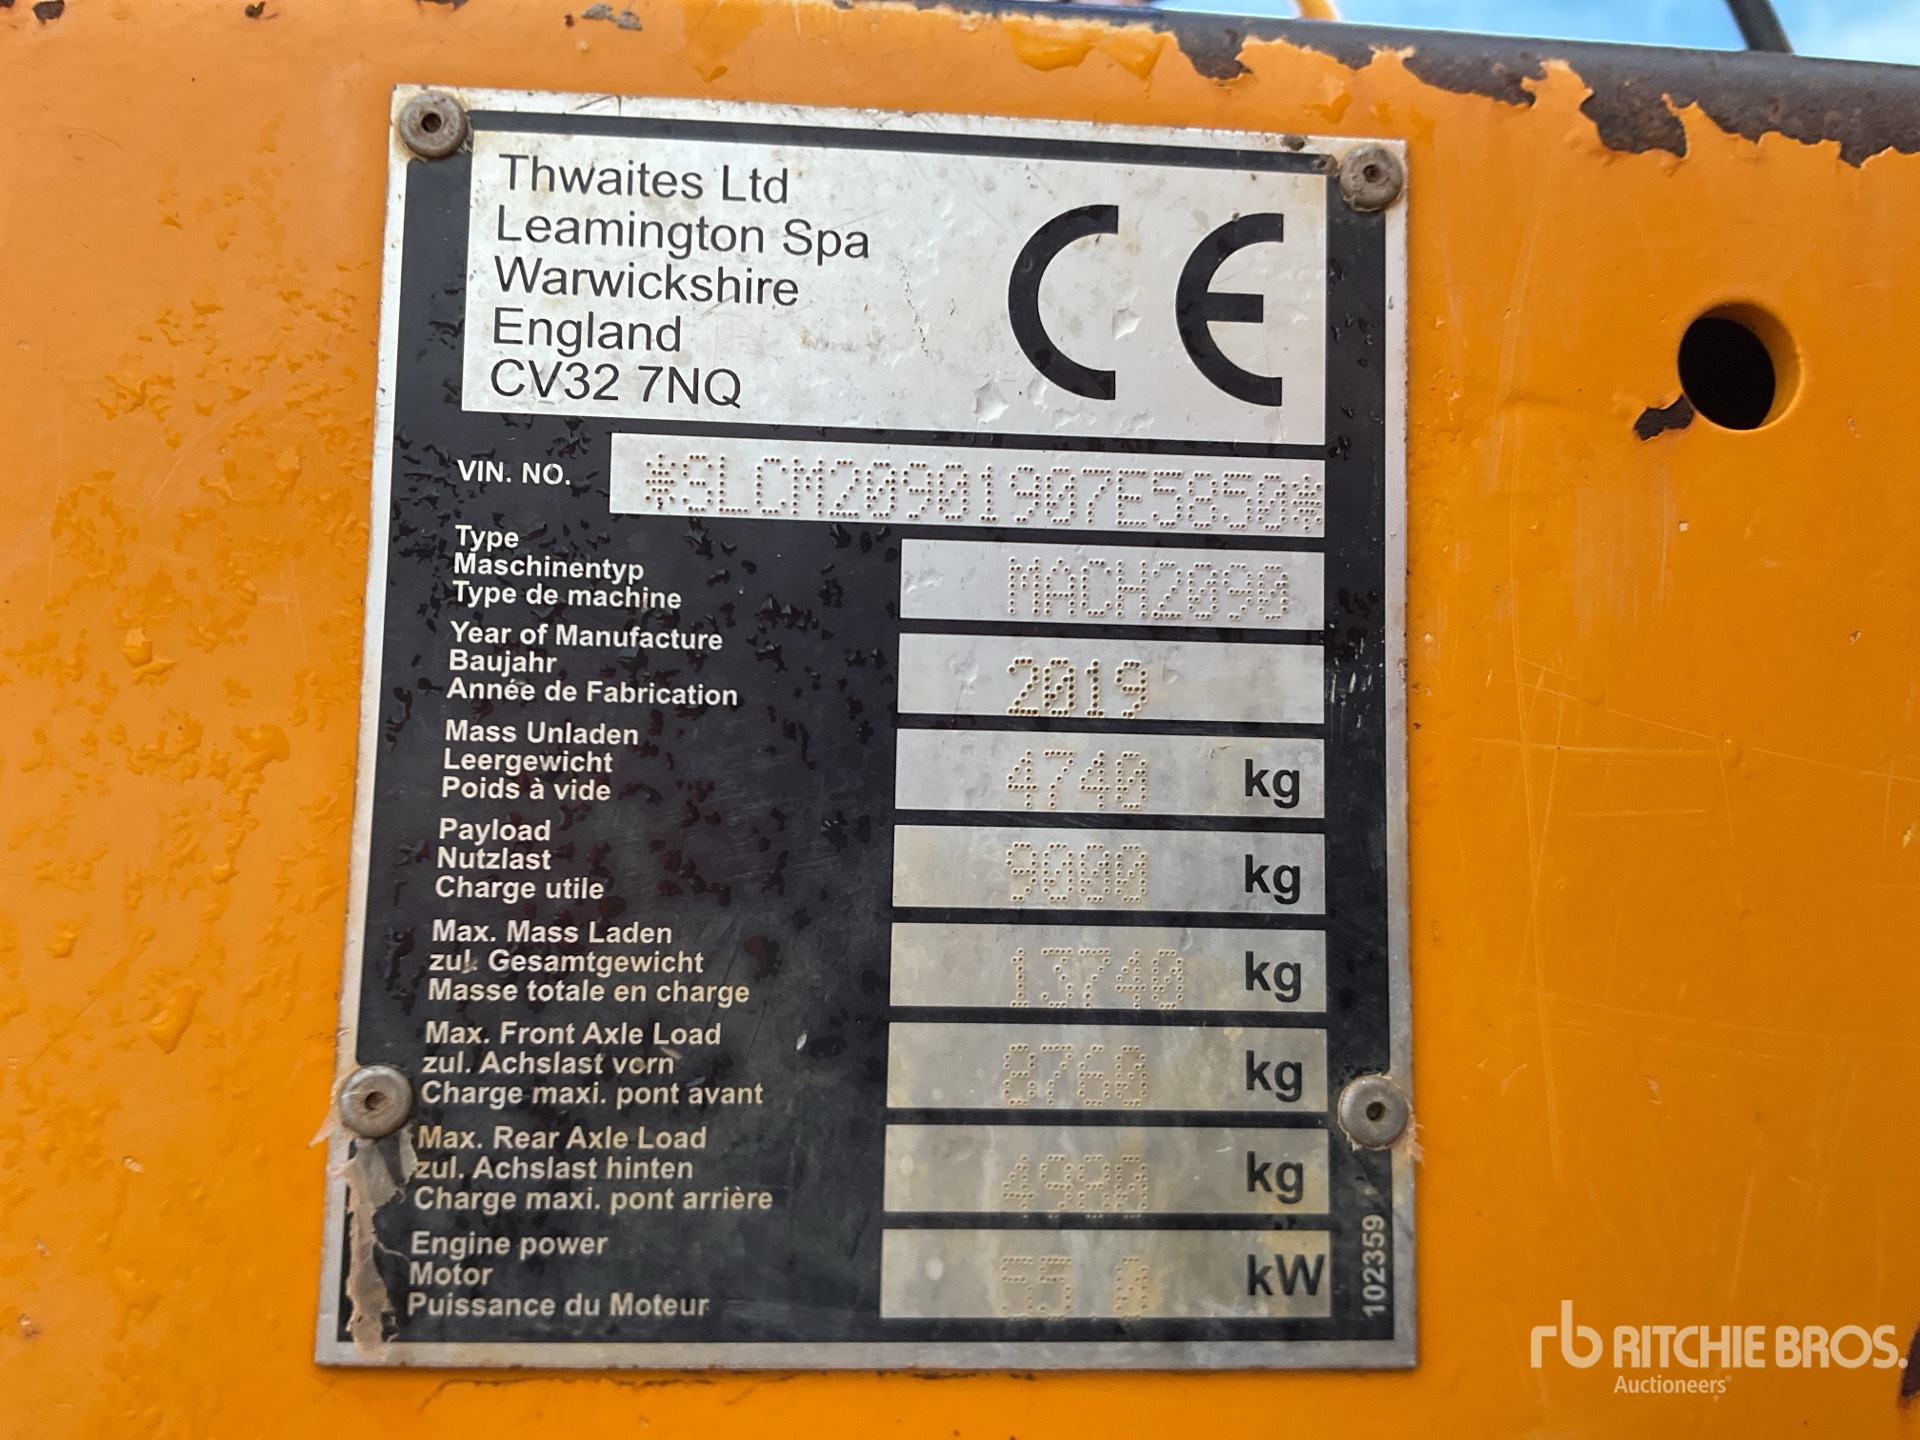 Thwaites Ltd
Leamington Spa
Warwickshire
England
CV32 7NQ
CE
VIN. NO. *SLCM20901907E5850*
Type
Maschinentyp
Type de machine
MACH2090
Year of Manufacture
Baujahr
Année de Fabrication
2019
Mass Unladen
Leergewicht
Poids à vide
4740 kg
Payload
Nutzlast
Charge utile
9000 kg
Max. Mass Laden
zul. Gesamtgewicht
Masse totale en charge
13740 kg
Max. Front Axle Load
zul. Achslast vorn
Charge maxi. pont avant
8760 kg
Max. Rear Axle Load
zul. Achslast hinten
Charge maxi. pont arrière
4980 kg
Engine power
Motor
Puissance du Moteur
55.0 kW
102359
rb RITCHIE BROS.
Auctioneers